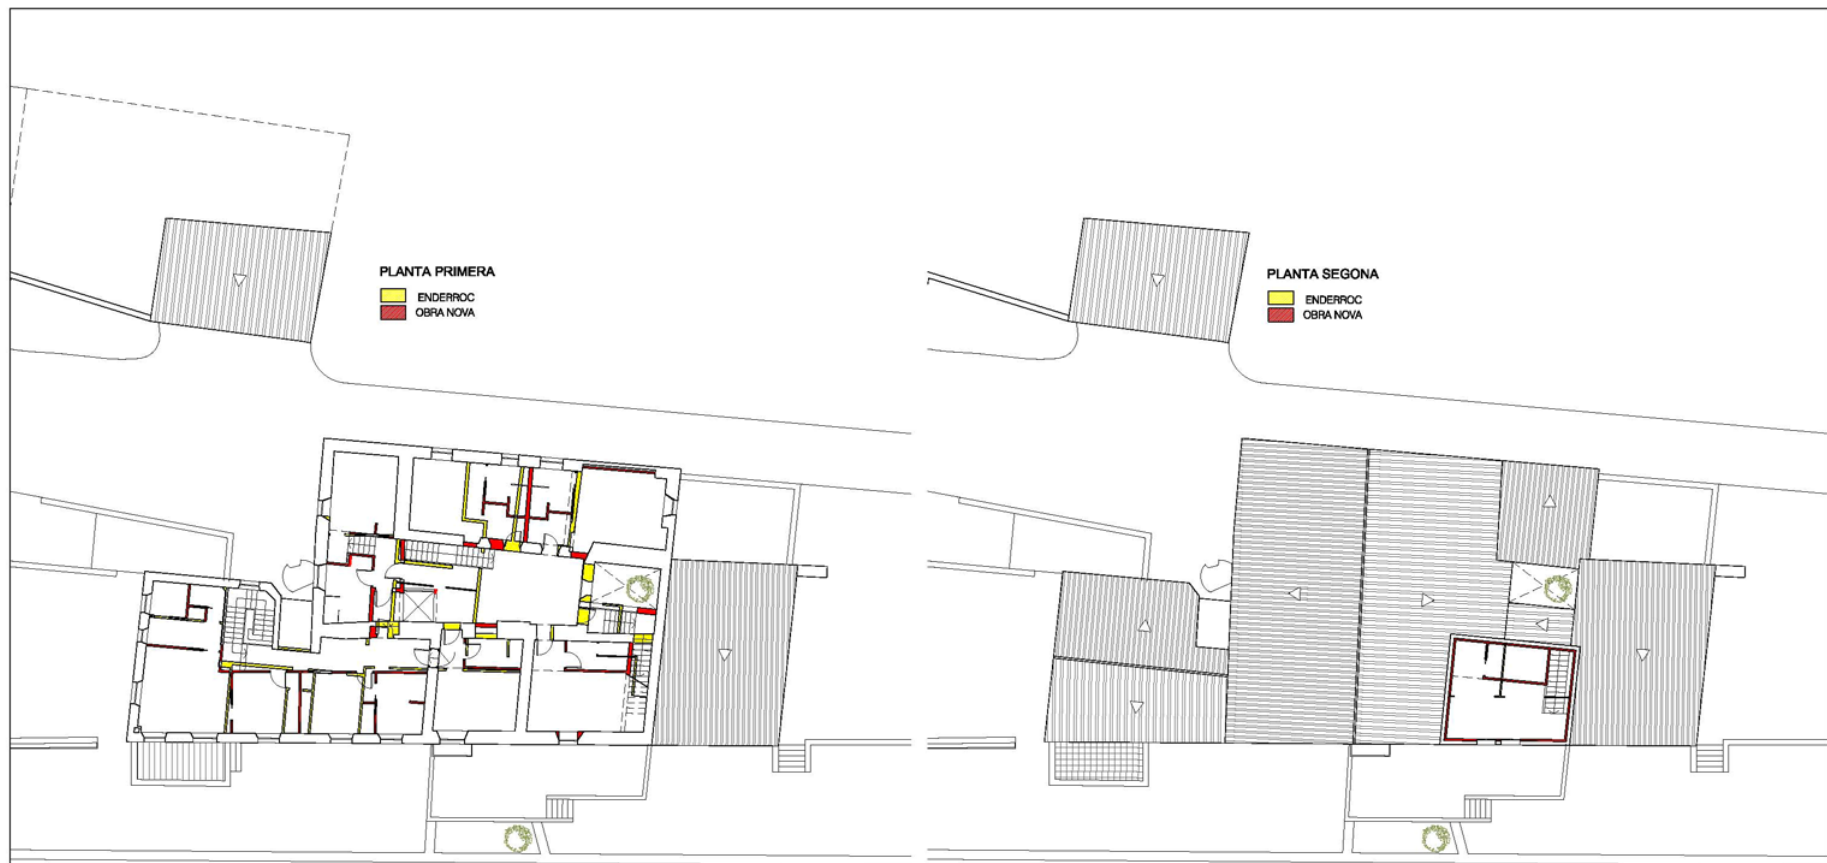 PLANTA PRIMERA
ENDERROC
OBRA NOVA
PLANTA SEGONA
ENDERROC
OBRA NOVA